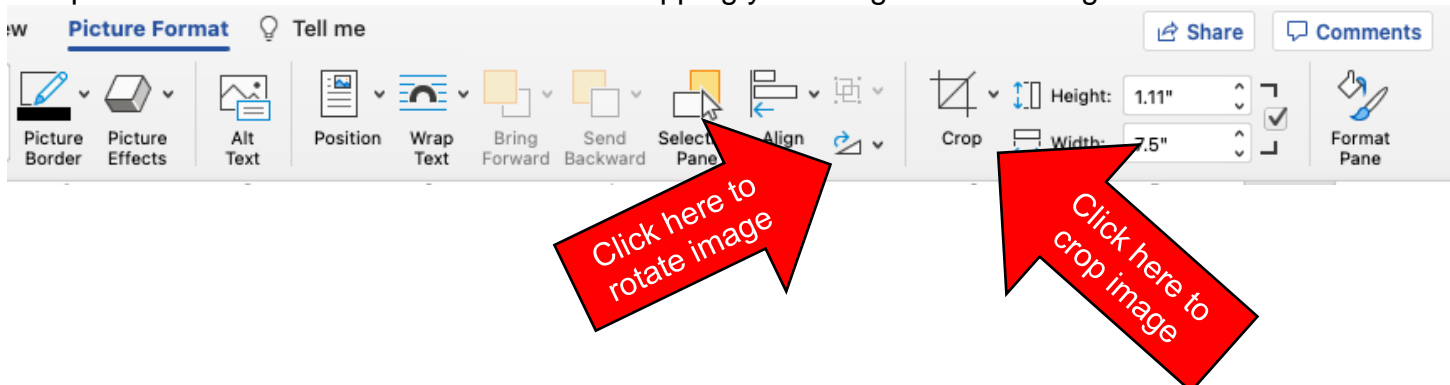 Picture Format
Tell me
Share
Comments
Picture
Border
Picture
Effects
Alt
Text
Position
Wrap
Text
Bring
Forward
Send
Backward
Pane
Align
Crop
Height:
1.11"
Width:
7.5"
Format
Pane
Click here to
rotate image
Click here to
crop image